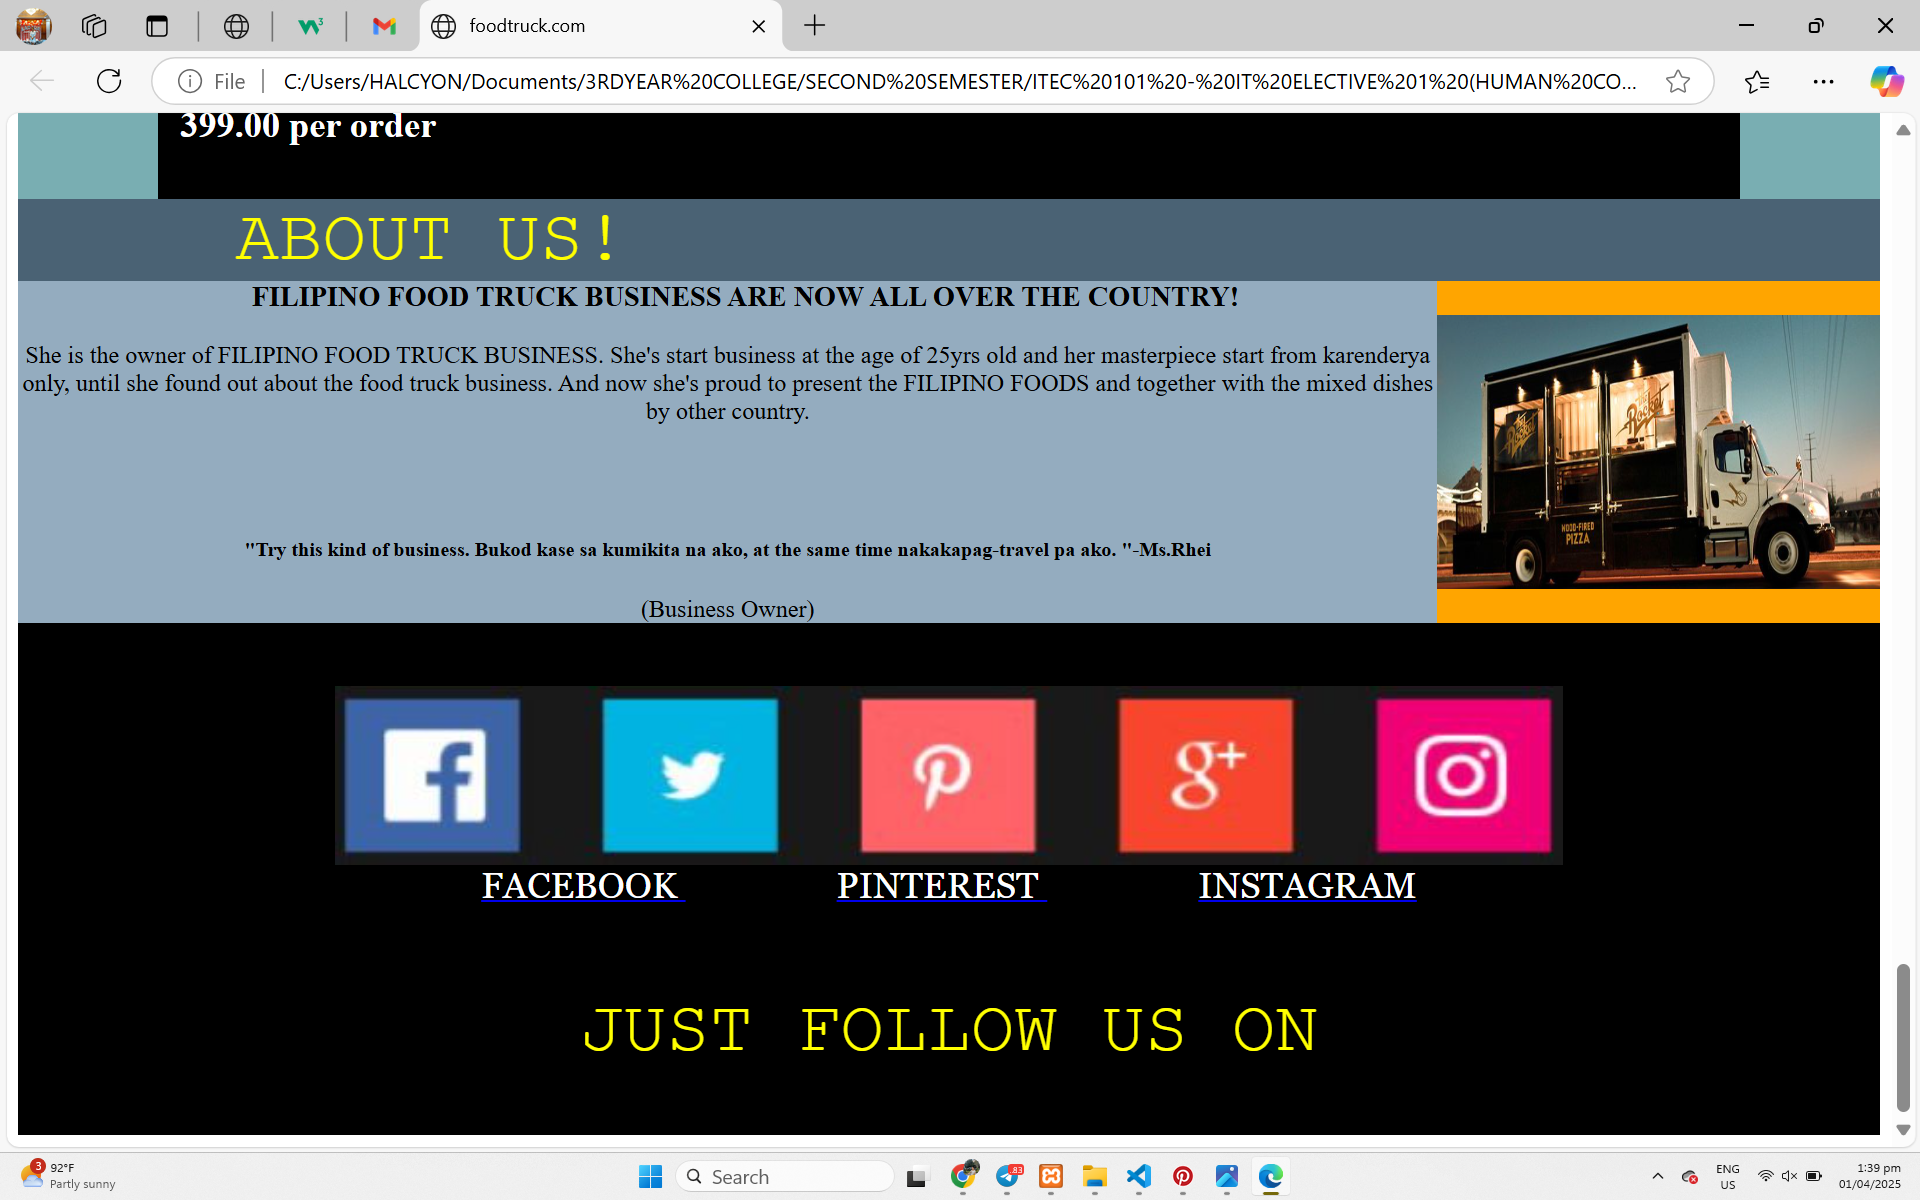 foodtruck.com
File
C:/Users/HALCYON/Documents/3RDYEAR%20COLLEGE/SECOND%20SEMESTER/ITEC%20101%20-%20IT%20ELECTIVE%201%20(HUMAN%20CO...
399.00 per order
ABOUT US!
FILIPINO FOOD TRUCK BUSINESS ARE NOW ALL OVER THE COUNTRY!
She is the owner of FILIPINO FOOD TRUCK BUSINESS. She's start business at the age of 25yrs old and her masterpiece start from karenderya
only, until she found out about the food truck business. And now she's proud to present the FILIPINO FOODS and together with the mixed dishes
by other country.
the Rocket
the Rocket
WOOD-FIRED
PIZZA
"Try this kind of business. Bukod kase sa kumikita na ako, at the same time nakakapag-travel pa ako. "-Ms.Rhei
(Business Owner)
g+
FACEBOOK PINTEREST INSTAGRAM
JUST FOLLOW US ON
3
92°F
Partly sunny
Search
83
ENG
US
1:39 pm
01/04/2025